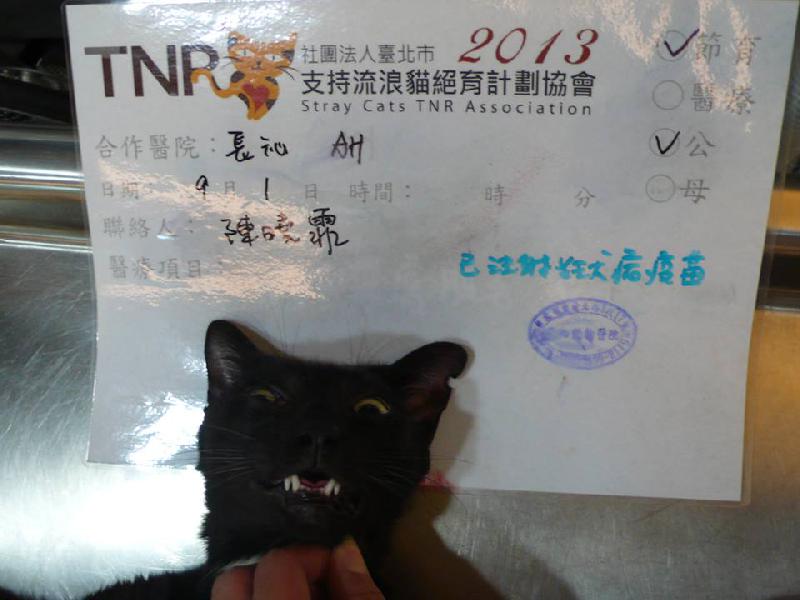 TNR 社團法人臺北市 2013
支持流浪貓絕育計劃協會
Stray Cats TNR Association
節育
醫療
公
母
合作醫院：長沁 AH
日期： 9月 1日 時間： 時 分
聯絡人： 陳曉霏
醫療項目：
已注射狂犬病疫苗